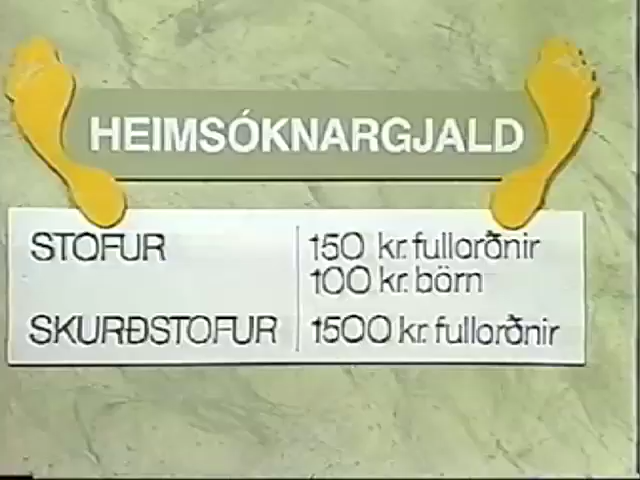 HEIMSÓKNARGJALD
STOFUR 150 kr. fullorðnir
100 kr. börn
SKURÐSTOFUR 1500 kr. fullorðnir